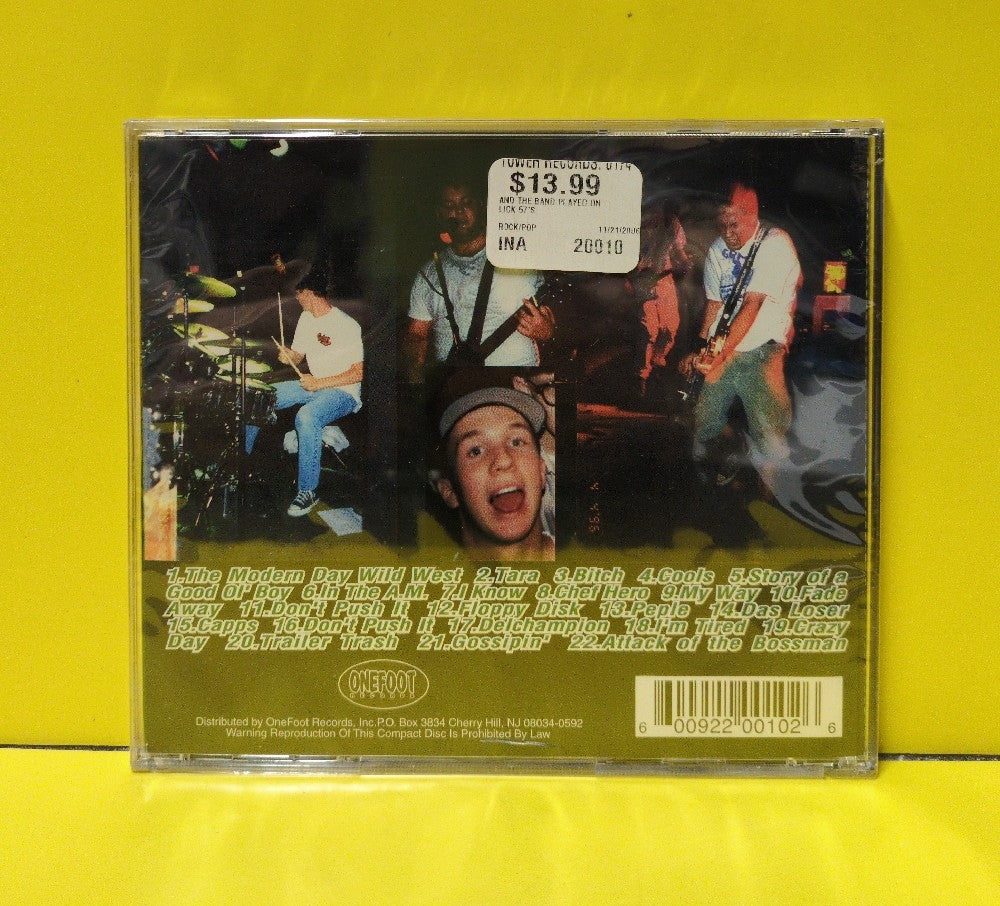 TOWER RECORDS, 0174
$13.99
AND THE BAND PLAYED ON
LICK 57'S
ROCK/POP 11/21/2006
INA 20010
1.The Modern Day Wild West 2.Tara 3.Bitch 4.Cools 5.Story of a
Good Ol' Boy 6.In The A.M. 7.I Know 8.Chef Hero 9.My Way 10.Fade
Away 11.Don't Push It 12.Floppy Disk 13.Peple 14.Das Loser
15.Capps 16.Don't Push It 17.Delchampion 18.I'm Tired 19.Crazy
Day 20.Trailer Trash 21.Gossipin' 22.Attack of the Bossman
ONEFOOT
RECORDS
Distributed by OneFoot Records, Inc.P.O. Box 3834 Cherry Hill, NJ 08034-0592
Warning Reproduction Of This Compact Disc Is Prohibited By Law
6 00922 00102 6